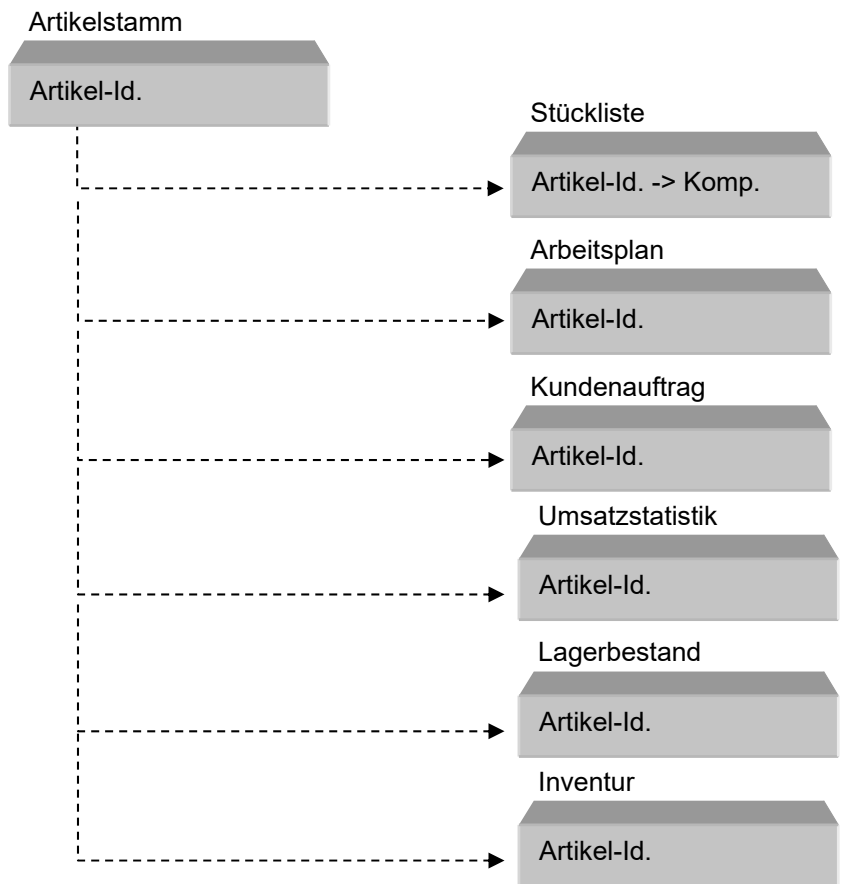 Artikelstamm
Artikel-Id.
Stückliste
Artikel-Id. -> Komp.
Arbeitsplan
Artikel-Id.
Kundenauftrag
Artikel-Id.
Umsatzstatistik
Artikel-Id.
Lagerbestand
Artikel-Id.
Inventur
Artikel-Id.